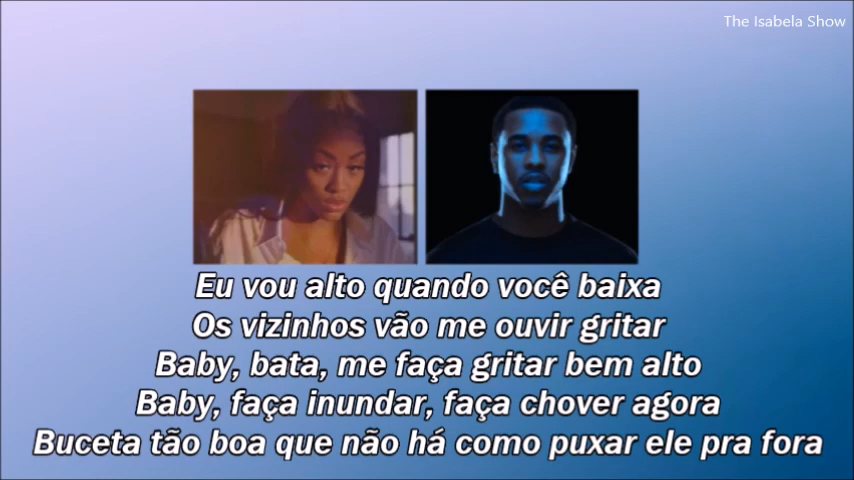 The Isabela Show
Eu vou alto quando você baixa
Os vizinhos vão me ouvir gritar
Baby, bata, me faça gritar bem alto
Baby, faça inundar, faça chover agora
Buceta tão boa que não há como puxar ele pra fora